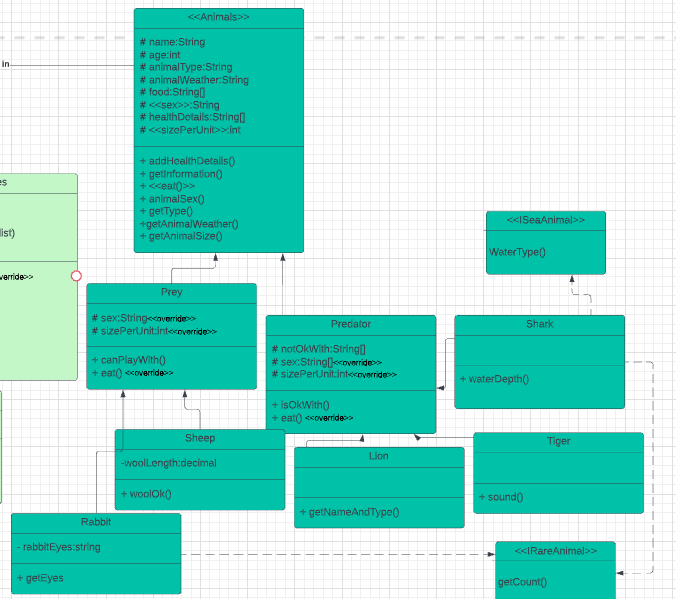 <<Animals>>
# name:String
# age:int
# animalType:String
# animalWeather:String
# food:String[]
# <<sex>>:String
# healthDetails:String[]
# <<sizePerUnit>>:int
+ addHealthDetails()
+ getInformation()
+ <<eat()>>
+ animalSex()
+ getType()
+getAnimalWeather()
+ getAnimalSize()
in
es
list)
verride>>
<<ISeaAnimal>>
WaterType()
Prey
# sex:String<<override>>
# sizePerUnit:int<<override>>
+ canPlayWith()
+ eat() <<override>>
Predator
# notOkWith:String[]
# sex:String[]<<override>>
# sizePerUnit:int<<override>>
+ isOkWith()
+ eat() <<override>>
Shark
+ waterDepth()
Sheep
-woolLength:decimal
+ woolOk()
Lion
+ getNameAndType()
Tiger
+ sound()
Rabbit
- rabbitEyes:string
+ getEyes
<<IRareAnimal>>
getCount()